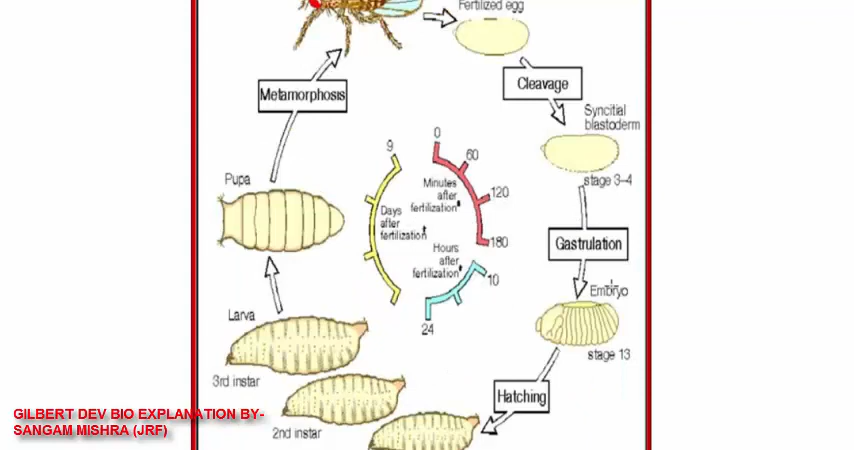 Fertilized egg
Cleavage
Metamorphosis
Syncitial
blastoderm
stage 3-4
0
9
60
Minutes
after
fertilization
120
180
Pupa
Days
after
fertilization
Hours
after
fertilization
10
24
Gastrulation
Embryo
stage 13
Larva
3rd instar
Hatching
2nd instar
GILBERT DEV BIO EXPLANATION BY-
SANGAM MISHRA (JRF)